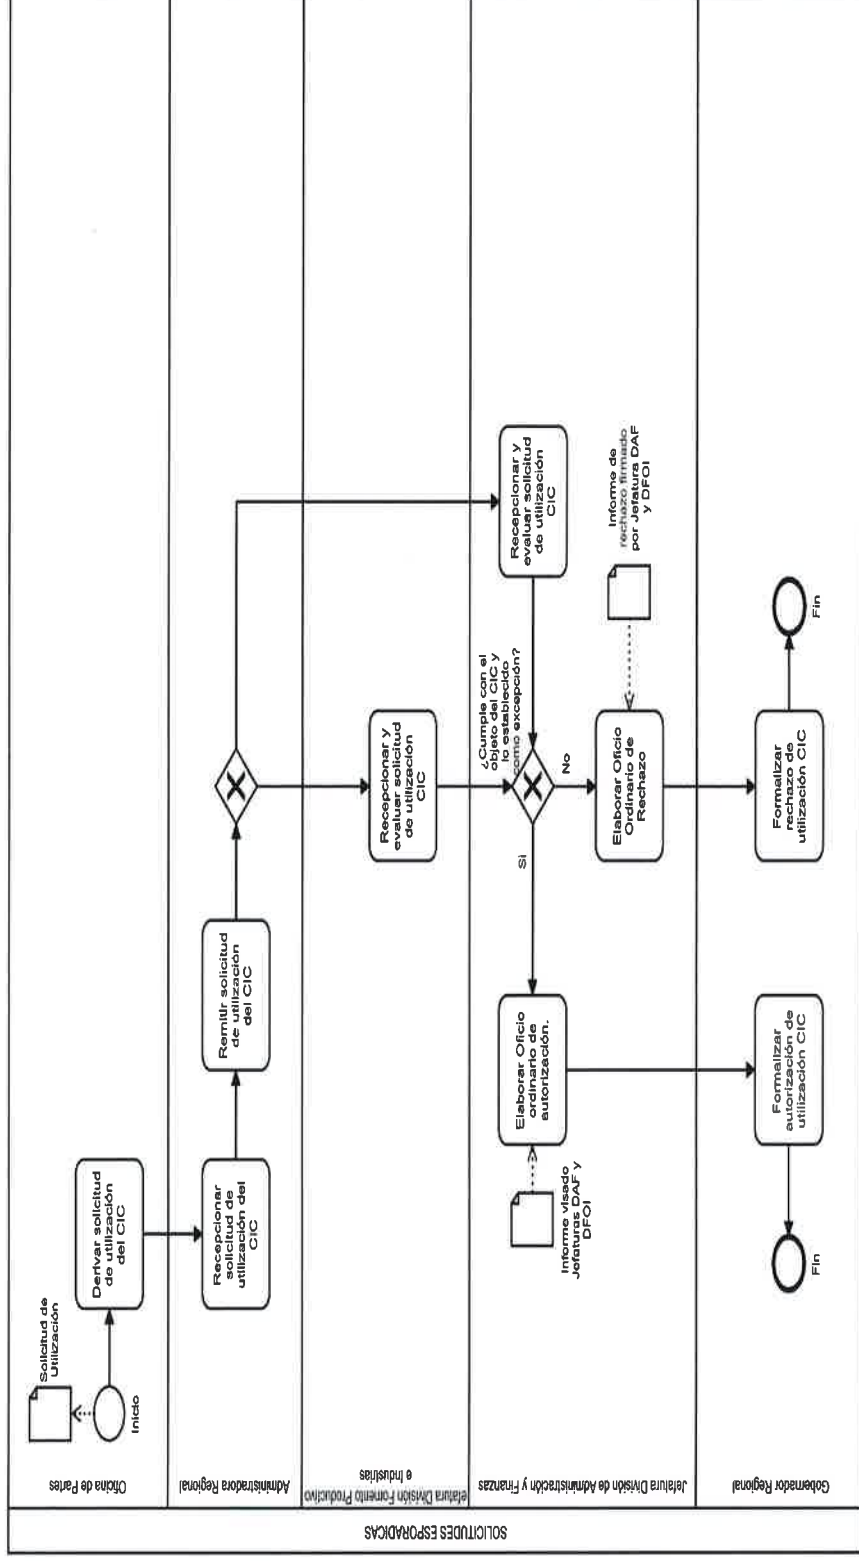 SOLICITUDES ESPORADICAS
Oficina de Partes
Solicitud de
Utilización
Inicio
Derivar solicitud
de utilización
del CIC
Administradora Regional
Recepcionar
solicitud de
utilización del
CIC
Remitir solicitud
de utilización
del CIC
Jefatura División Fomento Productivo
e Industrias
Recepcionar y
evaluar solicitud
de utilización
CIC
Jefatura División de Administración y Finanzas
Recepcionar y
evaluar solicitud
de utilización
CIC
¿Cumple con el
objeto del CIC y
lo establecido
como excepción?
Si
No
Informe visado
Jefaturas DAF y
DFOI
Elaborar Oficio
ordinario de
autorización.
Elaborar Oficio
Ordinario de
Rechazo
Informe de
rechazo firmado
por Jefatura DAF
y DFOI
Gobernador Regional
Formalizar
autorización de
utilización CIC
Fin
Formalizar
rechazo de
utilización CIC
Fin